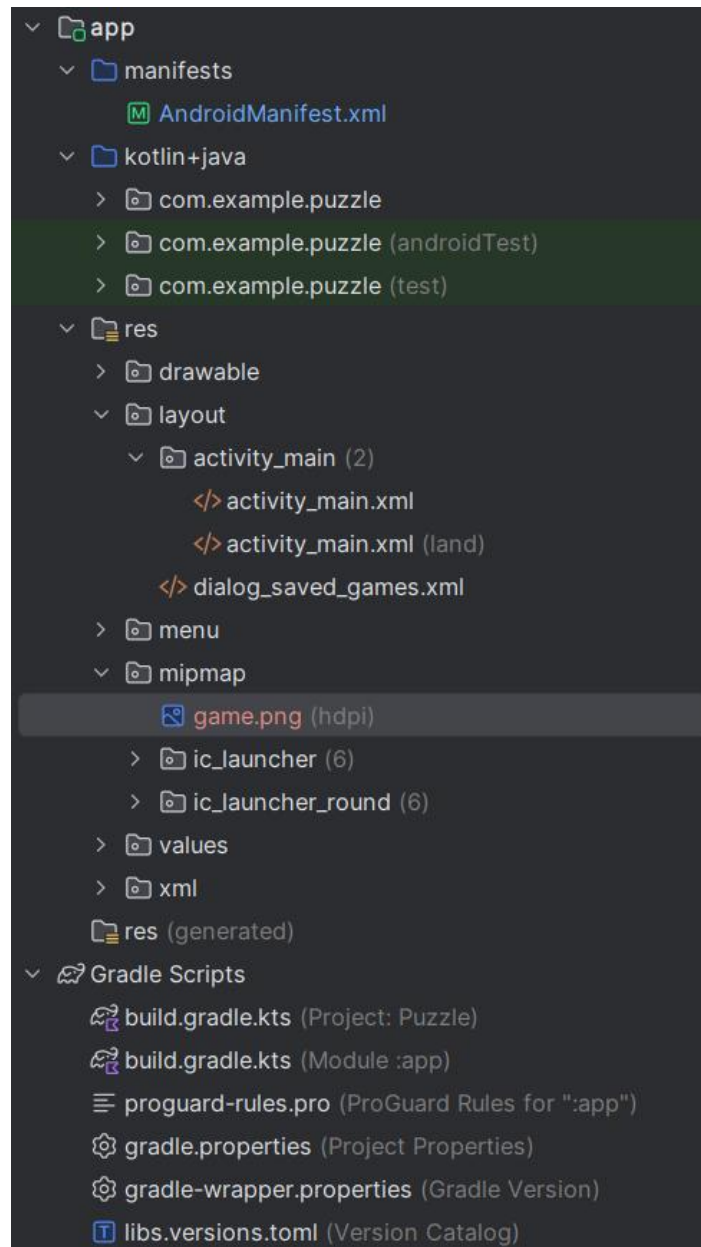 app
manifests
AndroidManifest.xml
kotlin+java
com.example.puzzle
com.example.puzzle (androidTest)
com.example.puzzle (test)
res
drawable
layout
activity_main (2)
activity_main.xml
activity_main.xml (land)
dialog_saved_games.xml
menu
mipmap
game.png (hdpi)
ic_launcher (6)
ic_launcher_round (6)
values
xml
res (generated)
Gradle Scripts
build.gradle.kts (Project: Puzzle)
build.gradle.kts (Module :app)
proguard-rules.pro (ProGuard Rules for ":app")
gradle.properties (Project Properties)
gradle-wrapper.properties (Gradle Version)
libs.versions.toml (Version Catalog)